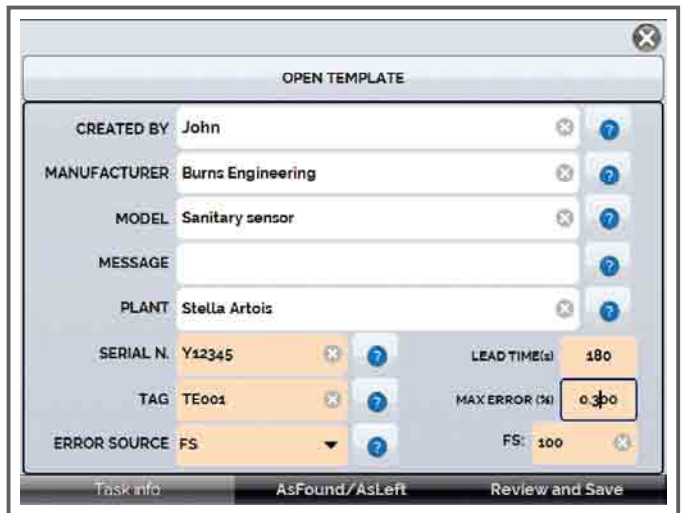 OPEN TEMPLATE
CREATED BY John
MANUFACTURER Burns Engineering
MODEL Sanitary sensor
MESSAGE
PLANT Stella Artois
SERIAL N. Y12345 LEAD TIME(s) 180
TAG TE001 MAX ERROR (%) 0.300
ERROR SOURCE FS FS: 100
Task info AsFound/AsLeft Review and Save